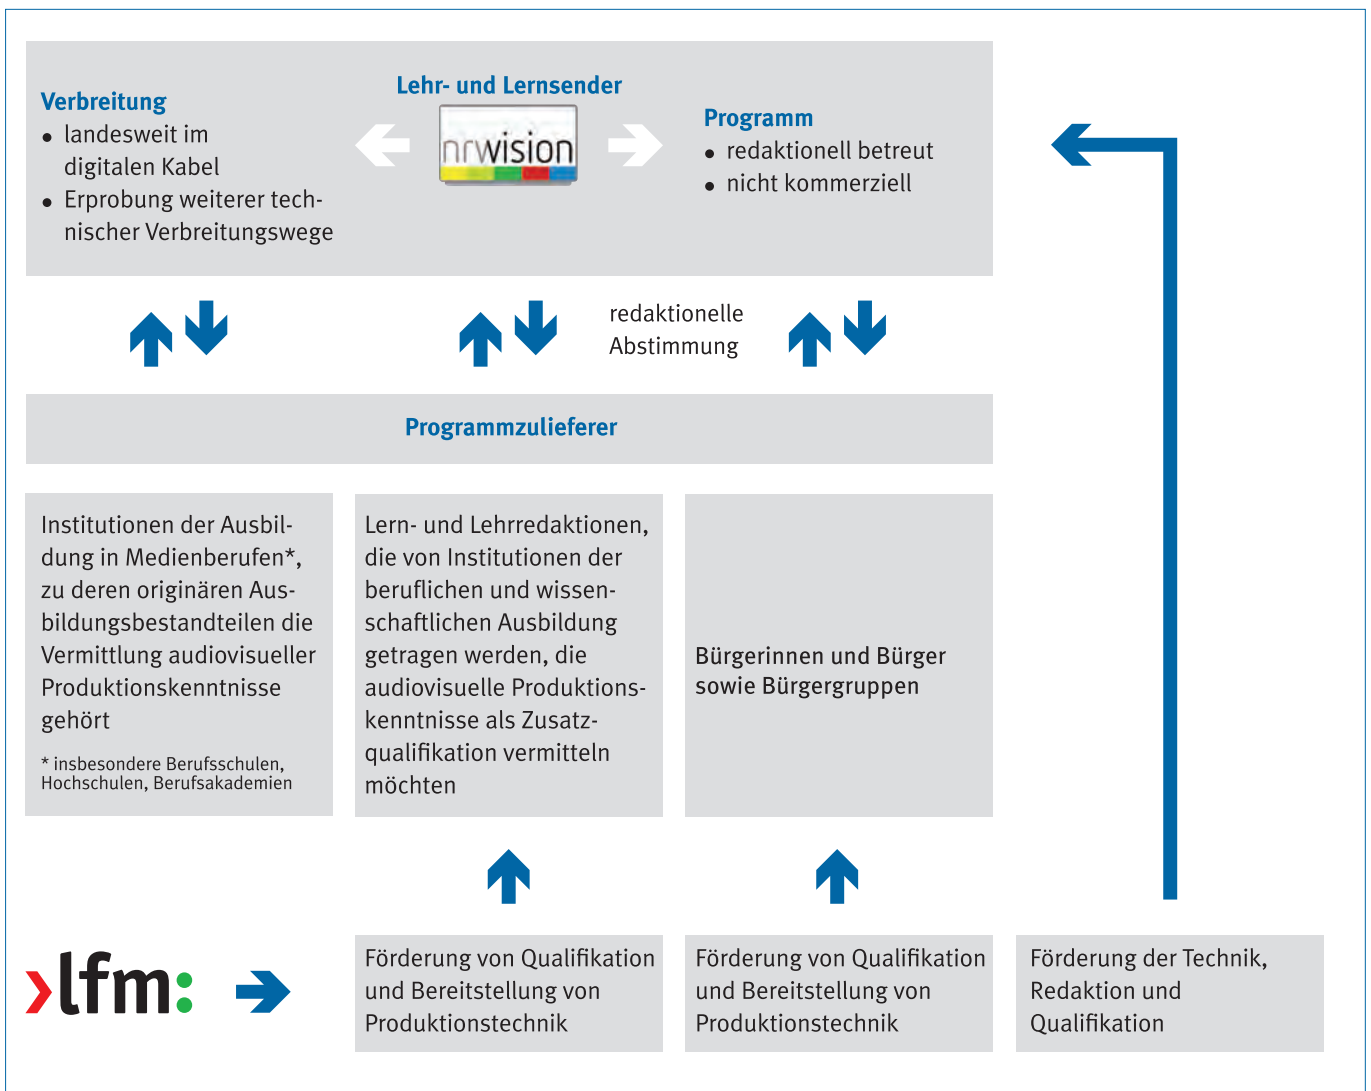 Lehr- und Lernsender
nrwision
Verbreitung
• landesweit im
digitalen Kabel
• Erprobung weiterer tech-
nischer Verbreitungswege
Programm
• redaktionell betreut
• nicht kommerziell
redaktionelle
Abstimmung
Programmzulieferer
Institutionen der Ausbil-
dung in Medienberufen*,
zu deren originären Aus-
bildungsbestandteilen die
Vermittlung audiovisueller
Produktionskenntnisse
gehört
* insbesondere Berufsschulen,
Hochschulen, Berufsakademien
Lern- und Lehrredaktionen,
die von Institutionen der
beruflichen und wissen-
schaftlichen Ausbildung
getragen werden, die
audiovisuelle Produktions-
kenntnisse als Zusatz-
qualifikation vermitteln
möchten
Bürgerinnen und Bürger
sowie Bürgergruppen
lfm:
Förderung von Qualifikation
und Bereitstellung von
Produktionstechnik
Förderung von Qualifikation
und Bereitstellung von
Produktionstechnik
Förderung der Technik,
Redaktion und
Qualifikation